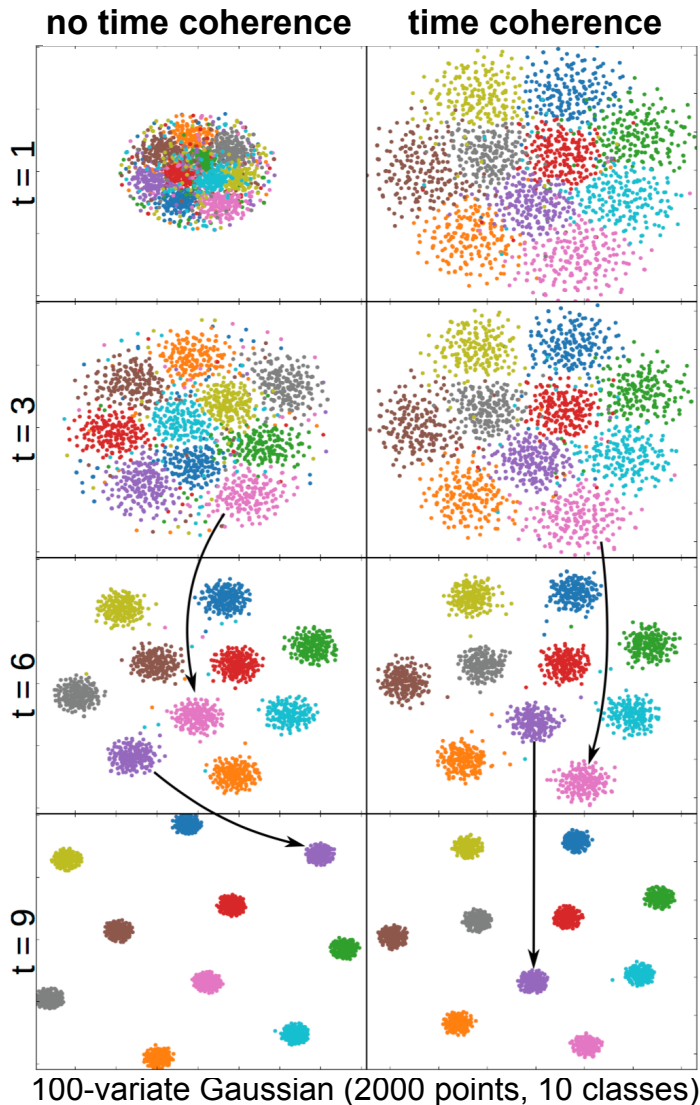 no time coherence
time coherence
t = 1
t = 3
t = 6
t = 9
100-variate Gaussian (2000 points, 10 classes)